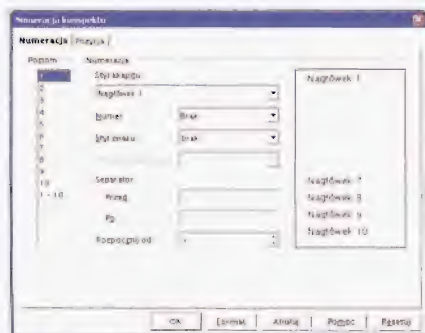 Numeracja konspektu
Numeracja Pozycja
Poziom Numeracja
1
2
3
4
5
6
7
8
9
10
1 - 10
Styl akapitu
Nagłówek 1
Numer Brak
Styl znaku Brak
Separator
Przed
Po
Rozpocznij od
Nagłówek 1
Nagłówek 7
Nagłówek 8
Nagłówek 9
Nagłówek 10
OK Format Anuluj Pomoc Resetuj